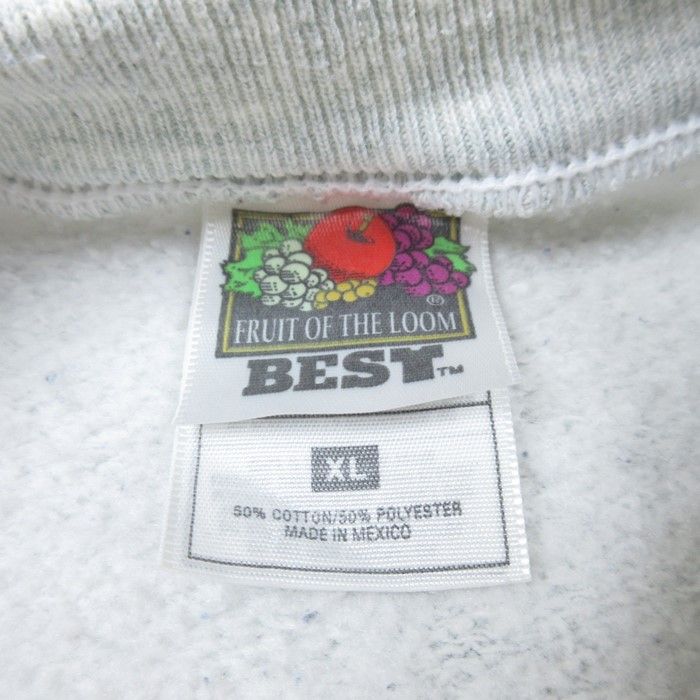 ®
FRUIT OF THE LOOM
BEST™
XL
50% COTTON/50% POLYESTER
MADE IN MEXICO